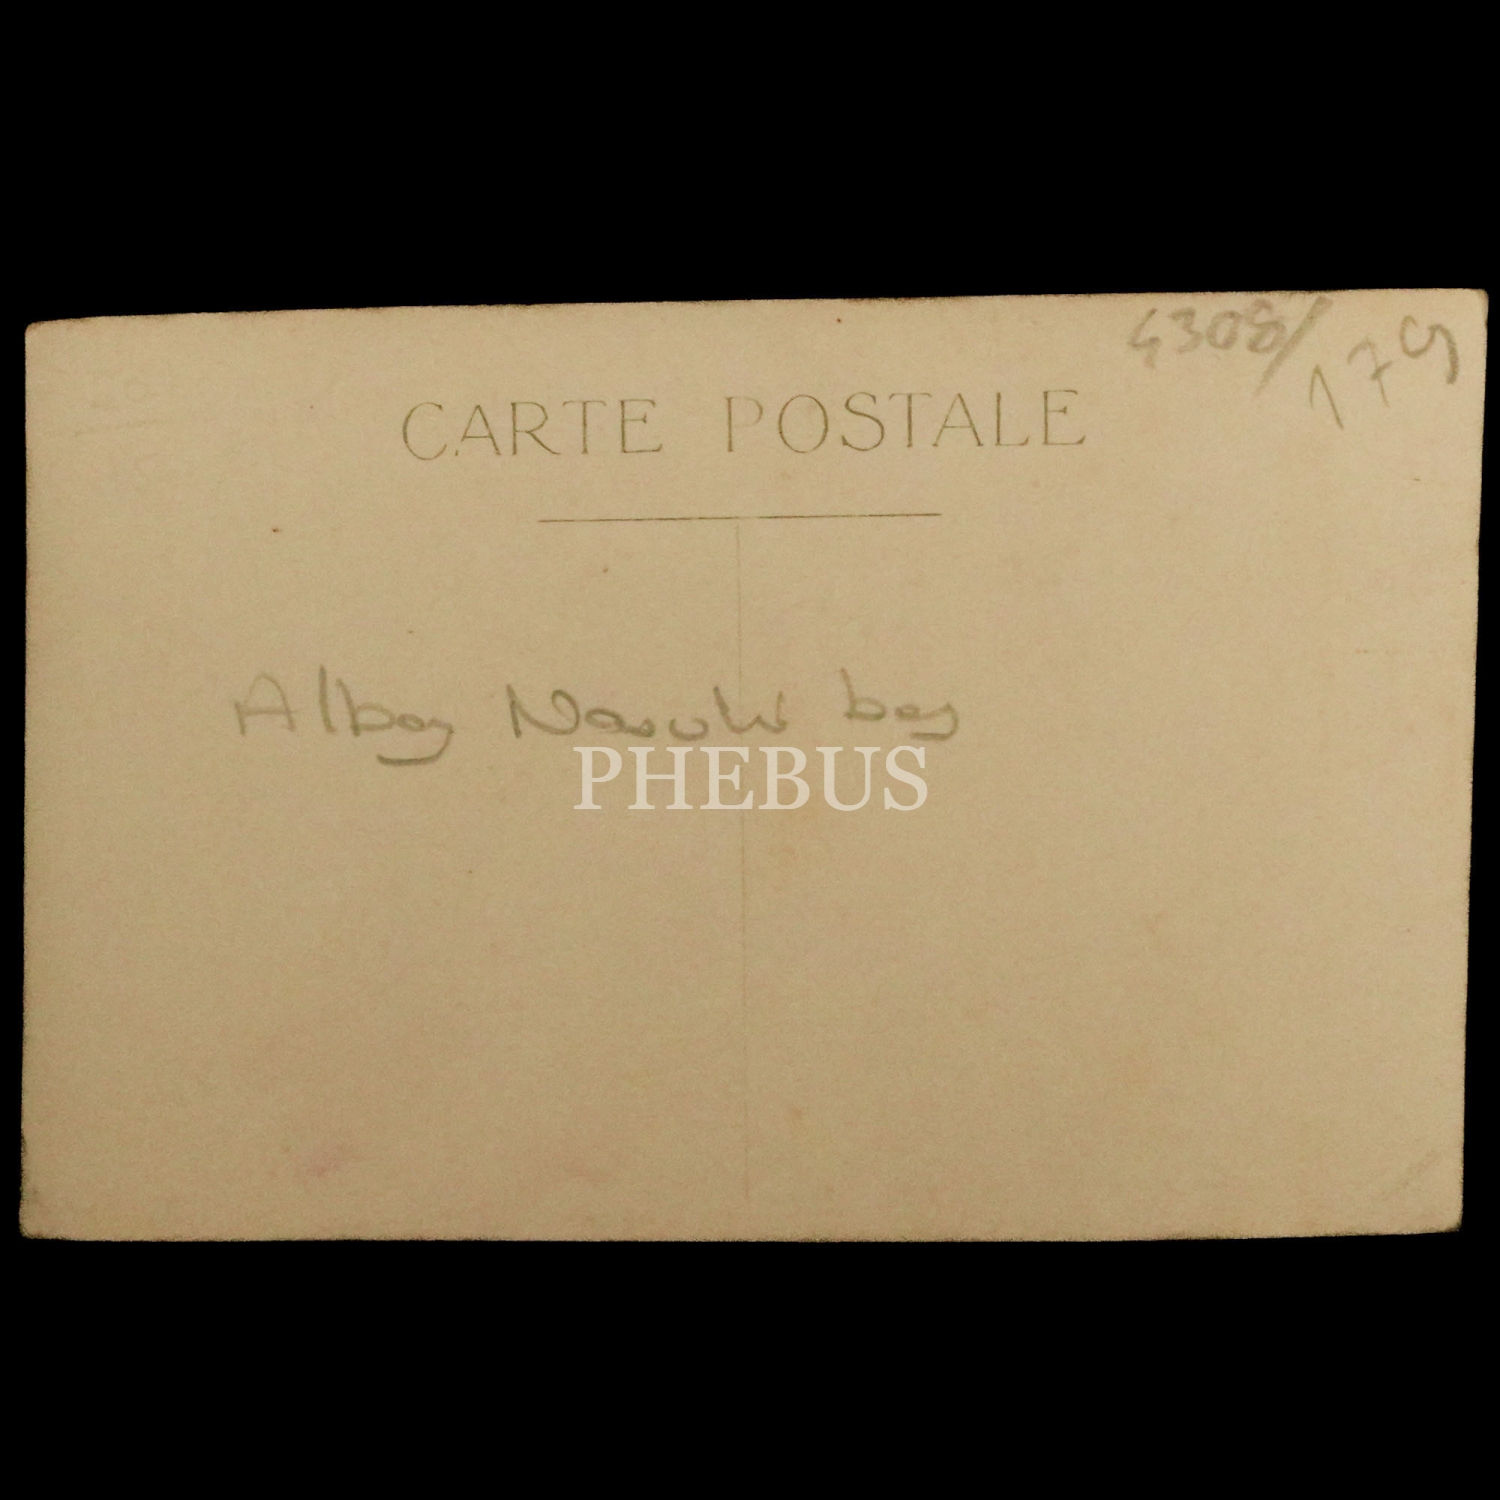 4308/
179
CARTE POSTALE
Albay Nasuhi bey
PHEBUS